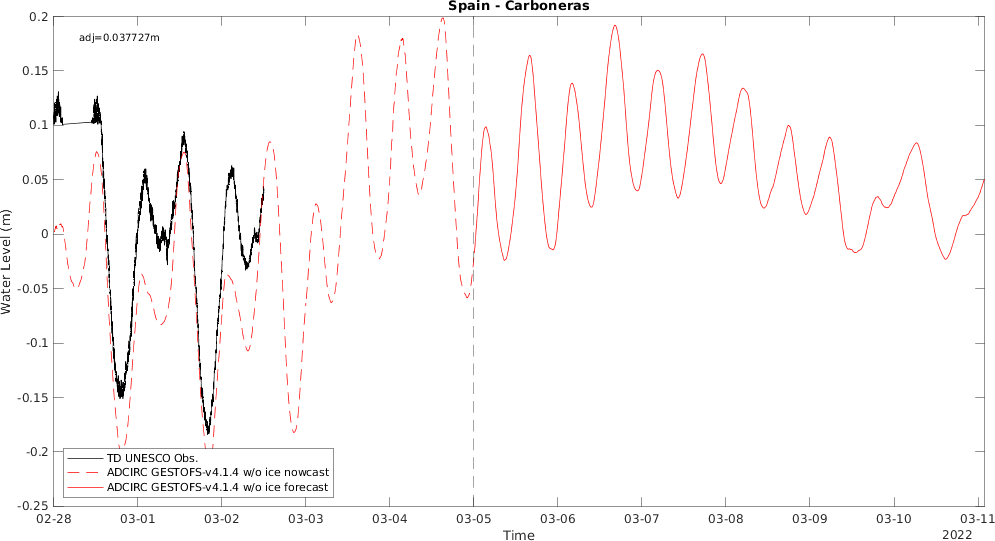 Spain - Carboneras
adj=0.037727m
0.2
0.15
0.1
0.05
0
-0.05
-0.1
-0.15
-0.2
-0.25
Water Level (m)
TD UNESCO Obs.
ADCIRC GESTOFS-v4.1.4 w/o ice nowcast
ADCIRC GESTOFS-v4.1.4 w/o ice forecast
02-28 03-01 03-02 03-03 03-04 03-05 03-06 03-07 03-08 03-09 03-10 03-11
Time
2022